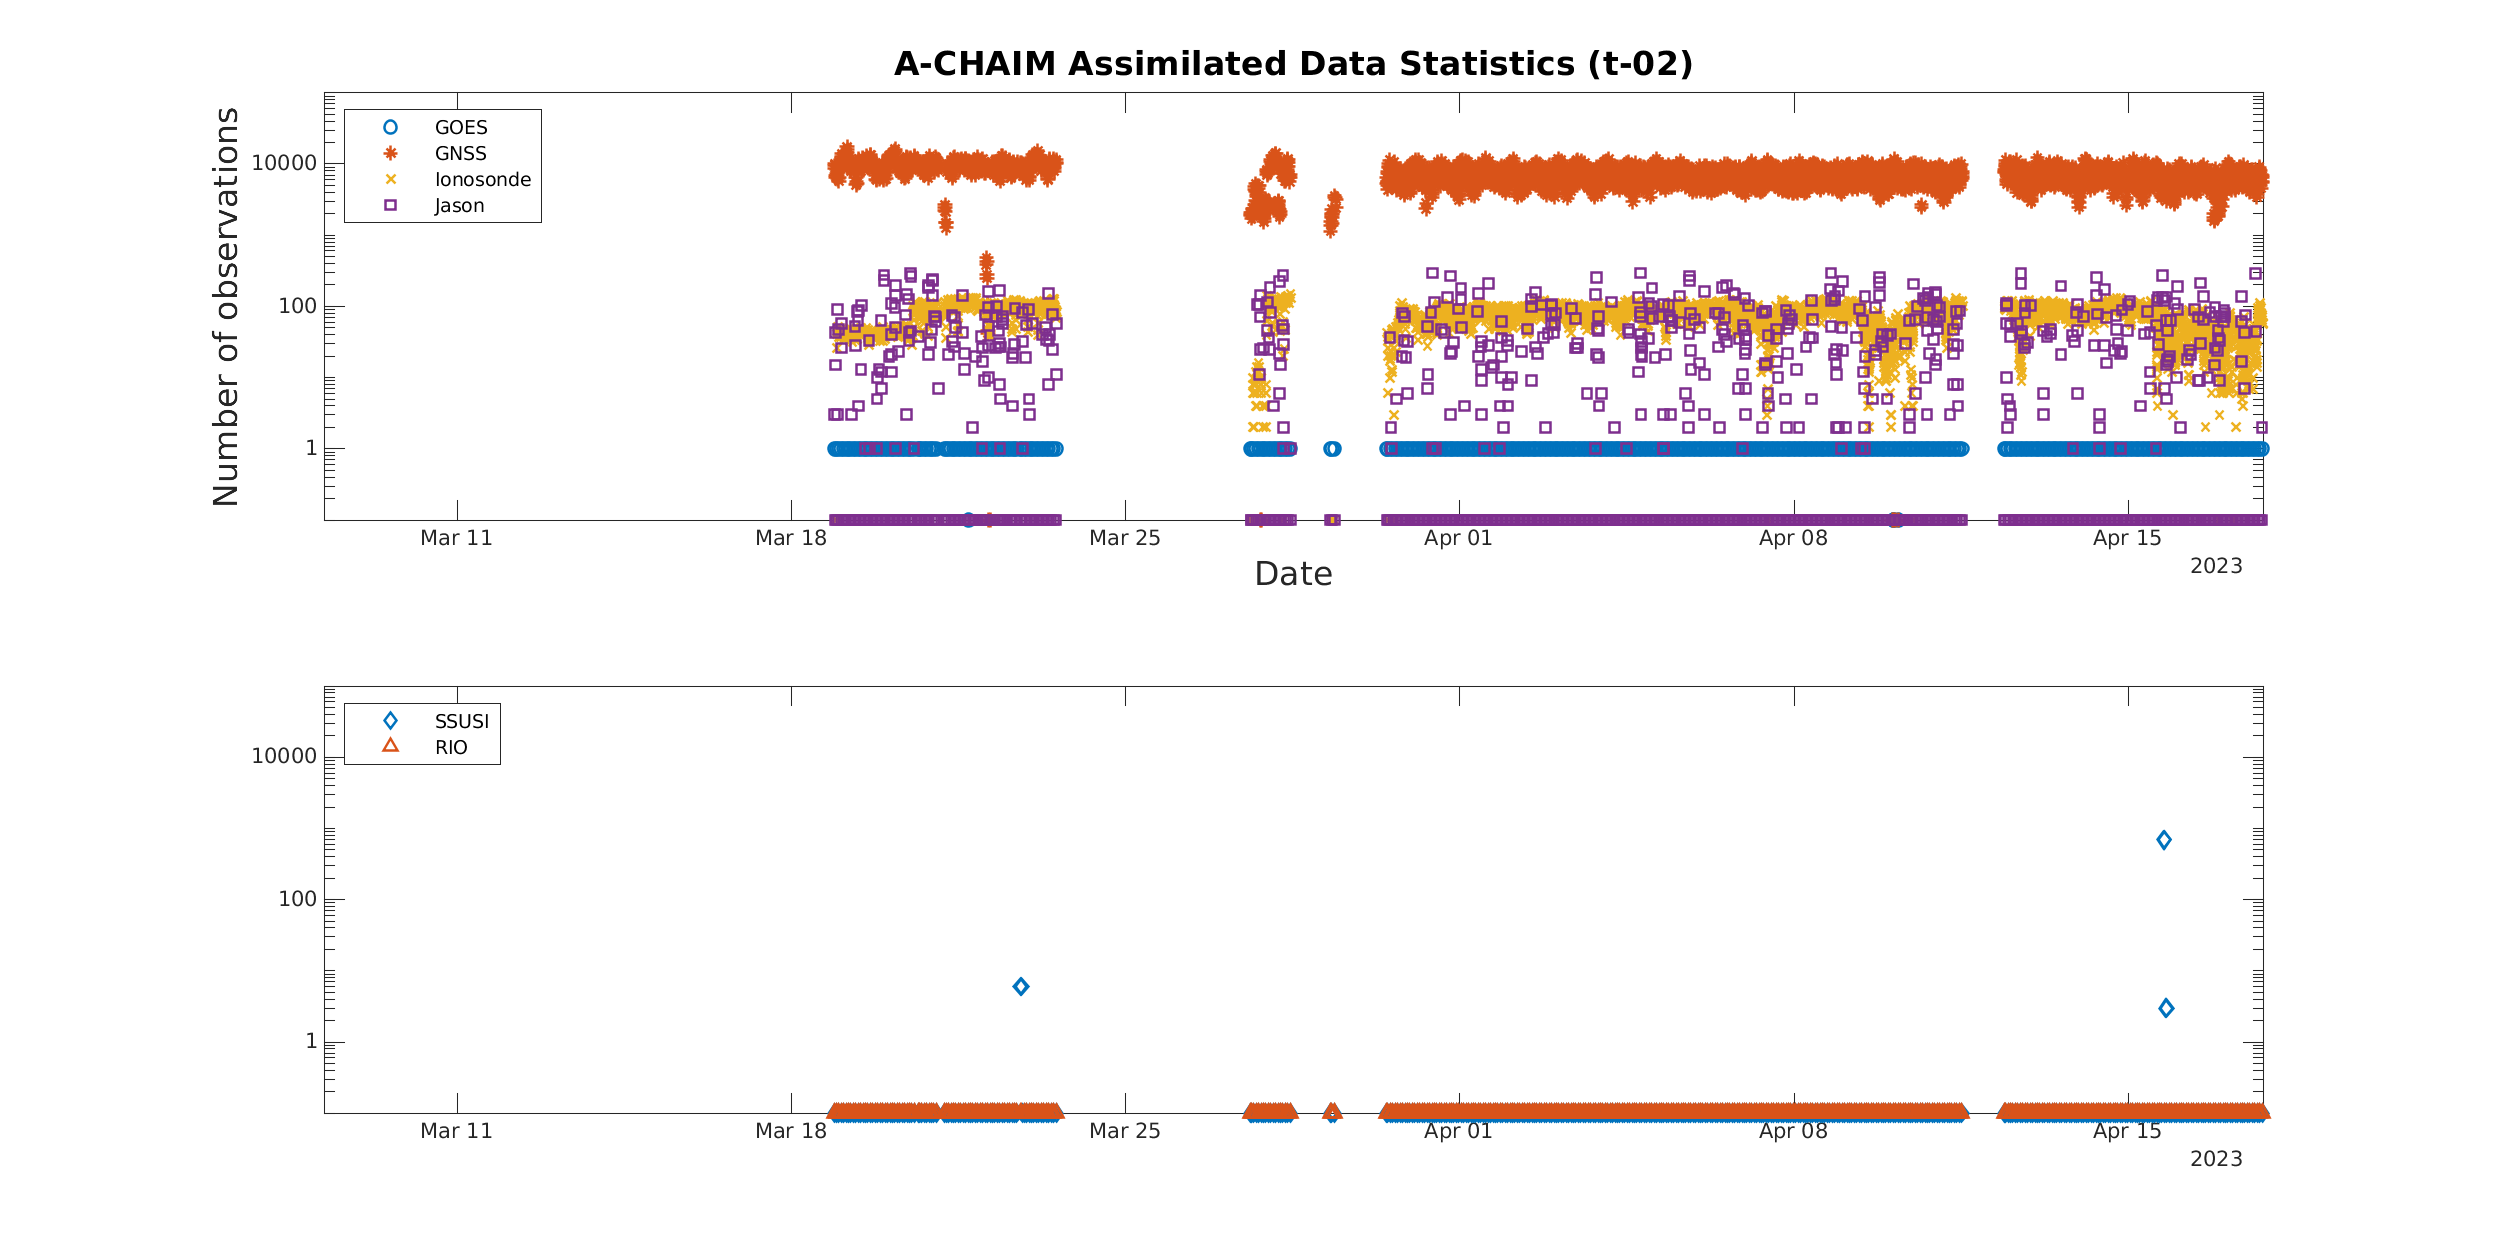 A-CHAIM Assimilated Data Statistics (t-02)
Number of observations
GOES
GNSS
Ionosonde
Jason
10000
100
1
Mar 11
Mar 18
Mar 25
Apr 01
Apr 08
Apr 15
2023
Date
SSUSI
RIO
10000
100
1
Mar 11
Mar 18
Mar 25
Apr 01
Apr 08
Apr 15
2023